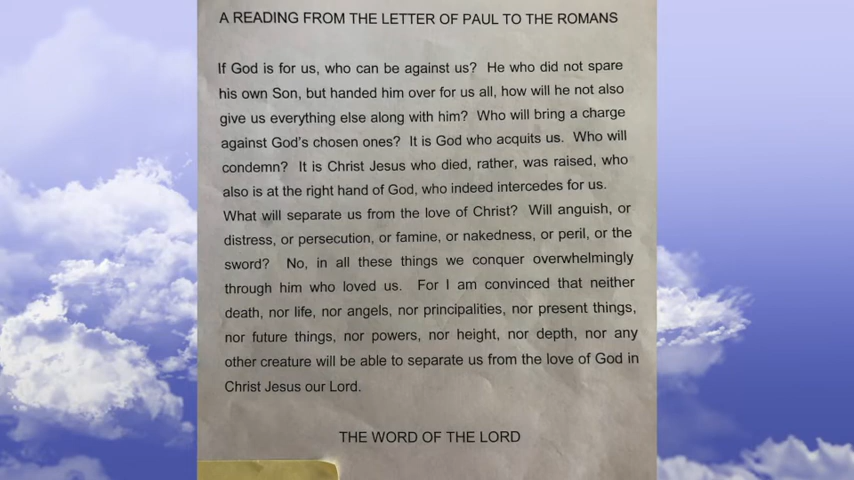 A READING FROM THE LETTER OF PAUL TO THE ROMANS
If God is for us, who can be against us? He who did not spare
his own Son, but handed him over for us all, how will he not also
give us everything else along with him? Who will bring a charge
against God's chosen ones? It is God who acquits us. Who will
condemn? It is Christ Jesus who died, rather, was raised, who
also is at the right hand of God, who indeed intercedes for us.
What will separate us from the love of Christ? Will anguish, or
distress, or persecution, or famine, or nakedness, or peril, or the
sword? No, in all these things we conquer overwhelmingly
through him who loved us. For I am convinced that neither
death, nor life, nor angels, nor principalities, nor present things,
nor future things, nor powers, nor height, nor depth, nor any
other creature will be able to separate us from the love of God in
Christ Jesus our Lord.
THE WORD OF THE LORD